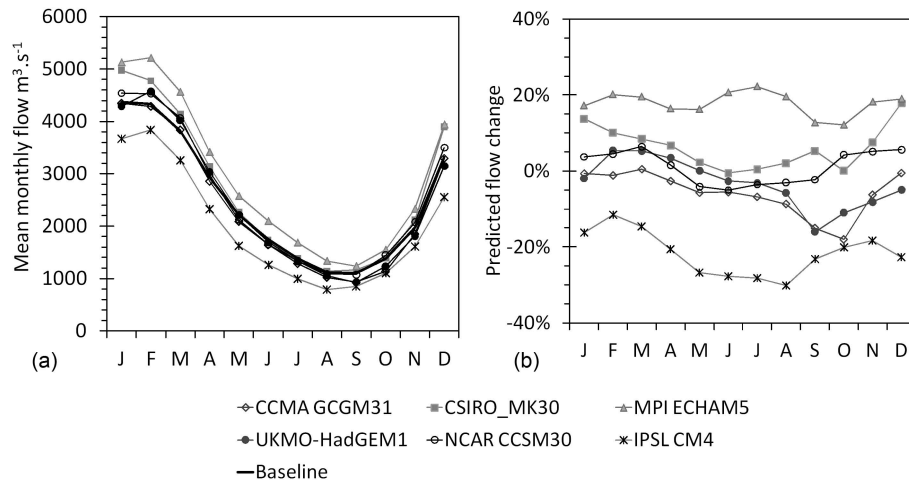 Mean monthly flow m³.s⁻¹
6000
5000
4000
3000
2000
1000
0
J F M A M J J A S O N D
(a)
Predicted flow change
40%
20%
0%
-20%
-40%
J F M A M J J A S O N D
(b)
CCMA GCGM31 CSIRO_MK30 MPI ECHAM5
UKMO-HadGEM1 NCAR CCSM30 IPSL CM4
Baseline